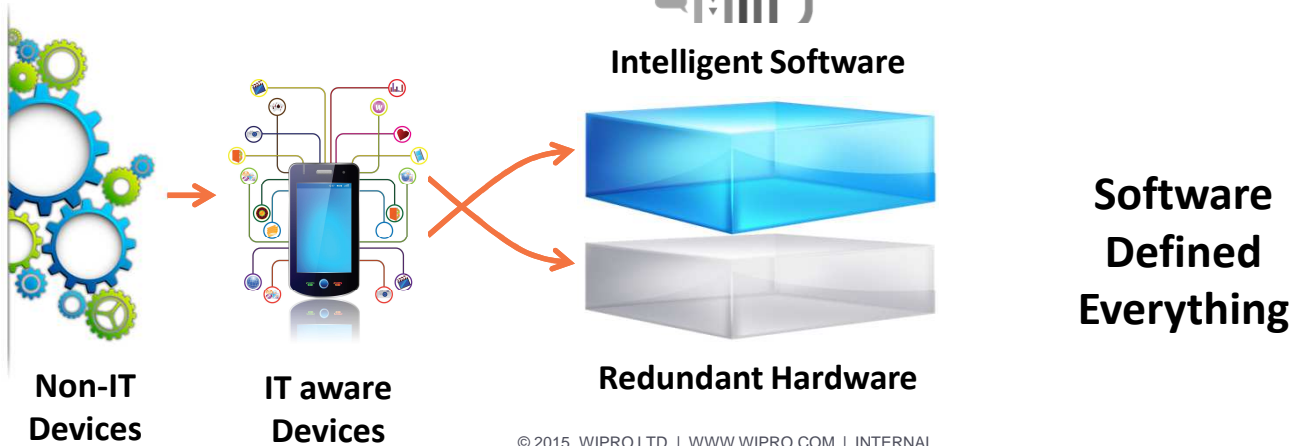 Intelligent Software
Software
Defined
Everything
Non-IT
Devices
IT aware
Devices
Redundant Hardware
© 2015 WIPRO LTD | WWW.WIPRO.COM | INTERNAL